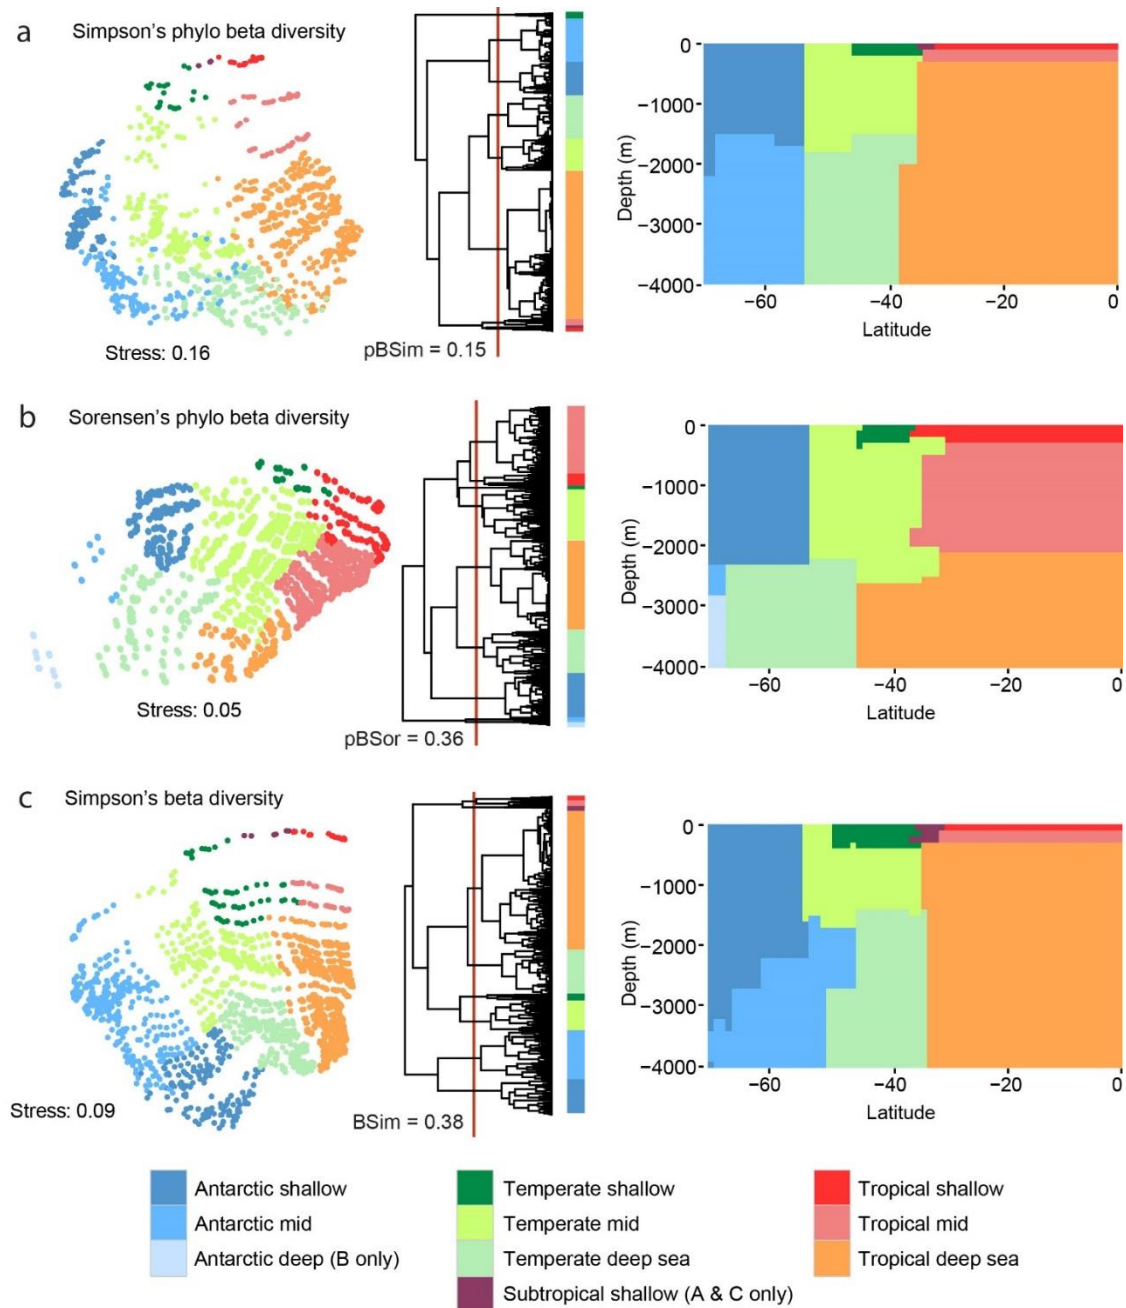 a
Simpson's phylo beta diversity
Stress: 0.16
pBSim = 0.15
0
−1000
−2000
−3000
−4000
Depth (m)
−60
−40
−20
0
Latitude
b
Sorensen's phylo beta diversity
Stress: 0.05
pBSor = 0.36
0
−1000
−2000
−3000
−4000
Depth (m)
−60
−40
−20
0
Latitude
c
Simpson's beta diversity
Stress: 0.09
BSim = 0.38
0
−1000
−2000
−3000
−4000
Depth (m)
−60
−40
−20
0
Latitude
Antarctic shallow
Antarctic mid
Antarctic deep (B only)
Temperate shallow
Temperate mid
Temperate deep sea
Subtropical shallow (A & C only)
Tropical shallow
Tropical mid
Tropical deep sea